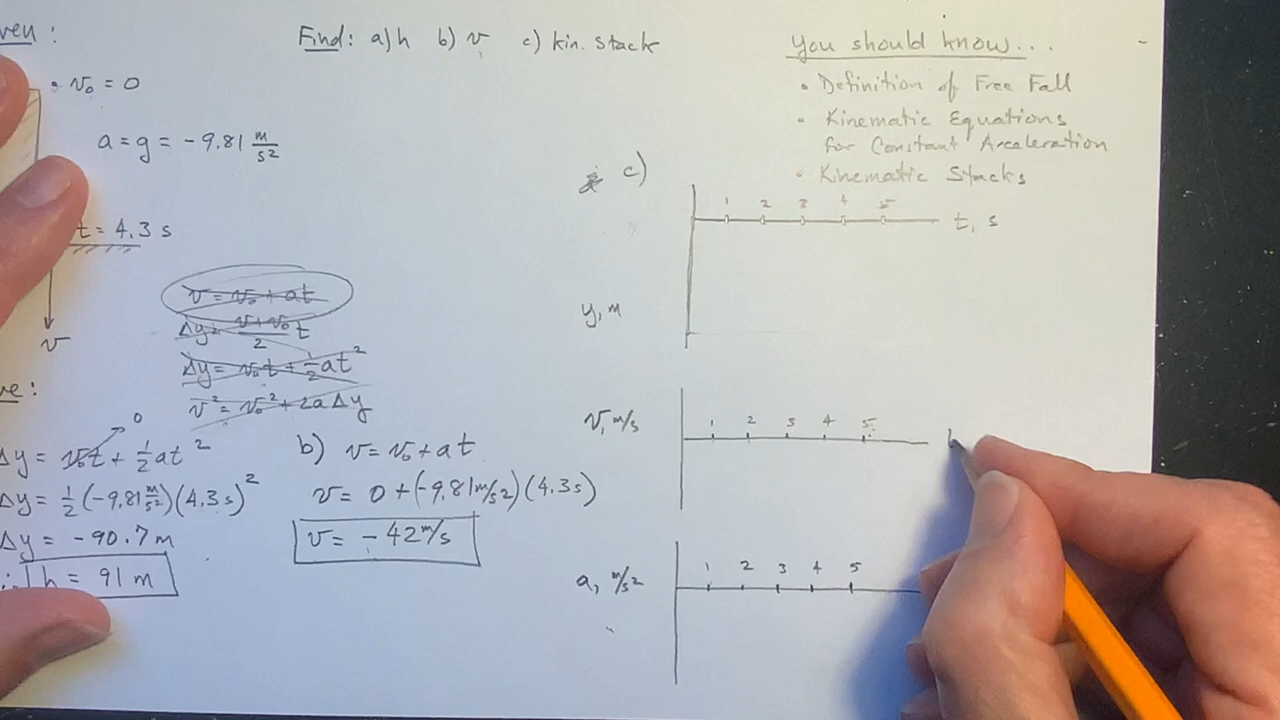 ven:
Find: a) h b) v c) kin. stack
You should know...
• v₀ = 0
• Definition of Free Fall
a = g = -9.81 m/s²
• Kinematic Equations
for Constant Acceleration
• Kinematic Stacks
c)
1 2 3 4 5
t, s
t = 4.3 s
y, m
v
v = v₀ + at
Δy = (v + v₀)/2 t
Δy = v₀t + ½at²
v² = v₀² + 2aΔy
ve:
Δy = v₀t + ½at²
0
Δy = ½(-9.81 m/s²)(4.3 s)²
Δy = -90.7 m
h = 91 m
b) v = v₀ + at
v = 0 + (-9.81 m/s²)(4.3 s)
v = -42 m/s
v, m/s
1 2 3 4 5
a, m/s²
1 2 3 4 5